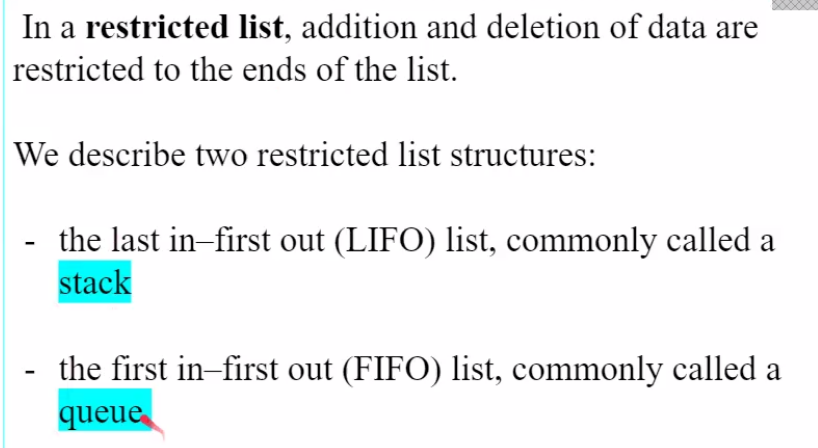 In a restricted list, addition and deletion of data are
restricted to the ends of the list.
We describe two restricted list structures:
- the last in–first out (LIFO) list, commonly called a
stack
- the first in–first out (FIFO) list, commonly called a
queue